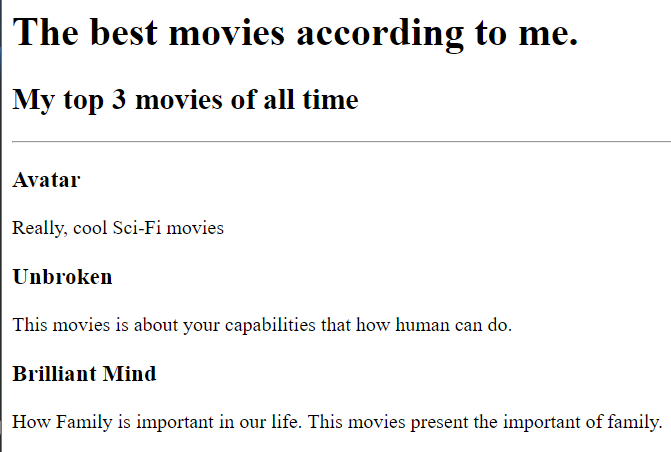 The best movies according to me.
My top 3 movies of all time
Avatar
Really, cool Sci-Fi movies
Unbroken
This movies is about your capabilities that how human can do.
Brilliant Mind
How Family is important in our life. This movies present the important of family.